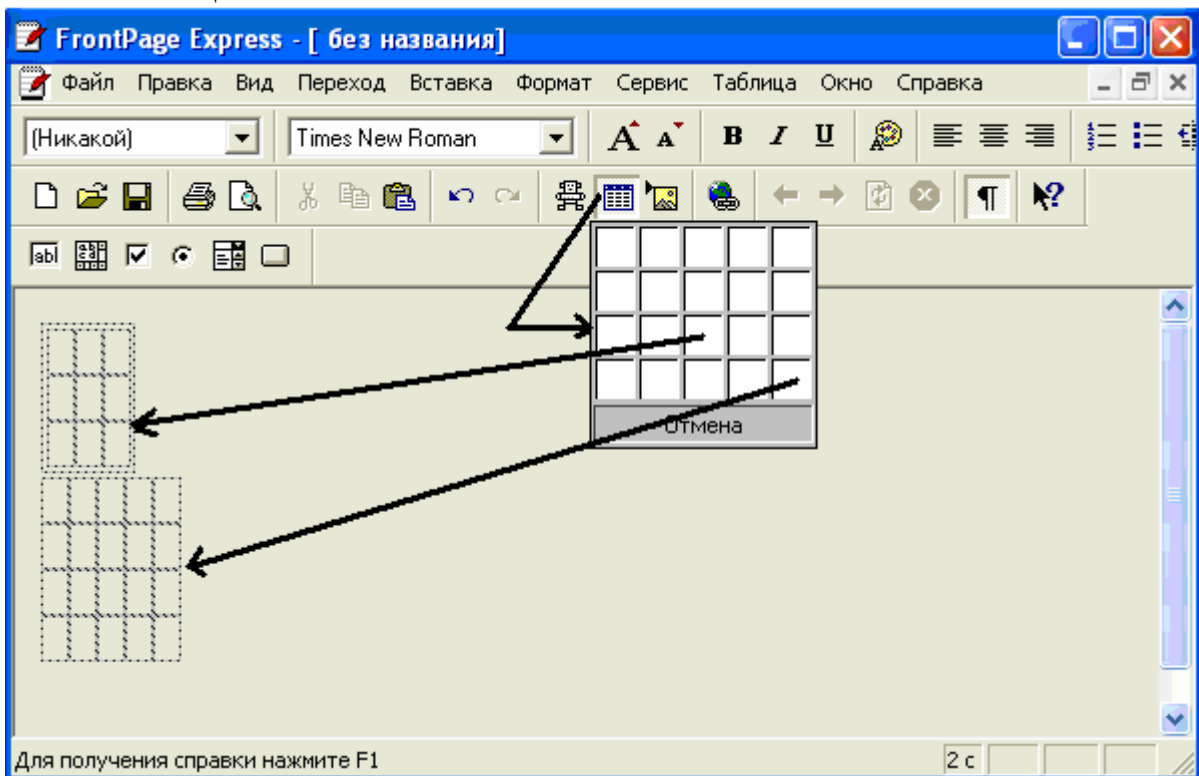 FrontPage Express - [ без названия]
Файл Правка Вид Переход Вставка Формат Сервис Таблица Окно Справка
(Никакой) Times New Roman A A B I U
abl
Отмена
Для получения справки нажмите F1 2 с